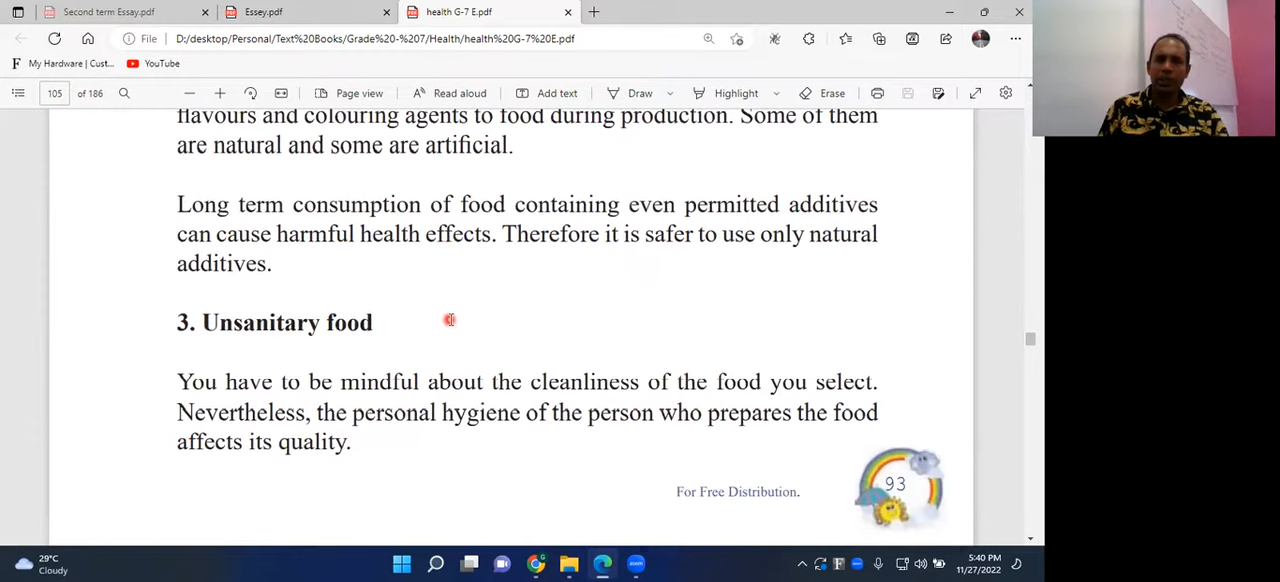 Second term Essay.pdf
Essey.pdf
health G-7 E.pdf
File
D:/desktop/Personal/Text%20Books/Grade%20-%207/Health/health%20G-7%20E.pdf
My Hardware | Cust...
YouTube
105 of 186
Page view
Read aloud
Add text
Draw
Highlight
Erase
flavours and colouring agents to food during production. Some of them
are natural and some are artificial.
Long term consumption of food containing even permitted additives
can cause harmful health effects. Therefore it is safer to use only natural
additives.
3. Unsanitary food
You have to be mindful about the cleanliness of the food you select.
Nevertheless, the personal hygiene of the person who prepares the food
affects its quality.
93
For Free Distribution.
29°C
Cloudy
zoom
5:40 PM
11/27/2022